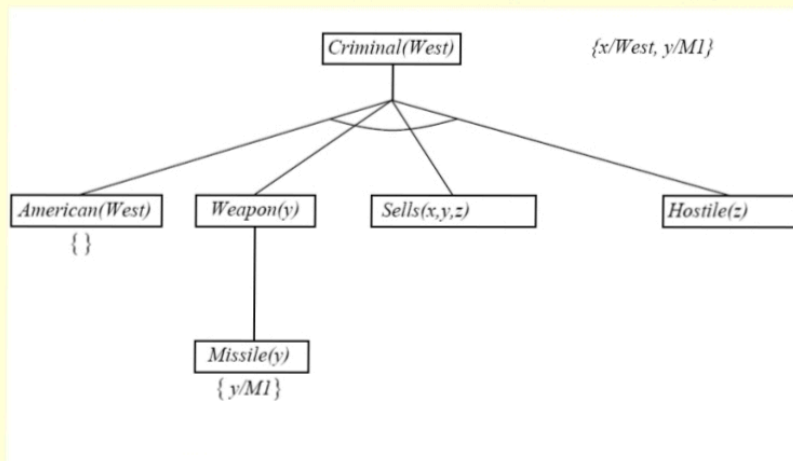 Criminal(West)
{x/West, y/M1}
American(West)
Weapon(y)
Sells(x,y,z)
Hostile(z)
{ }
Missile(y)
{ y/M1}